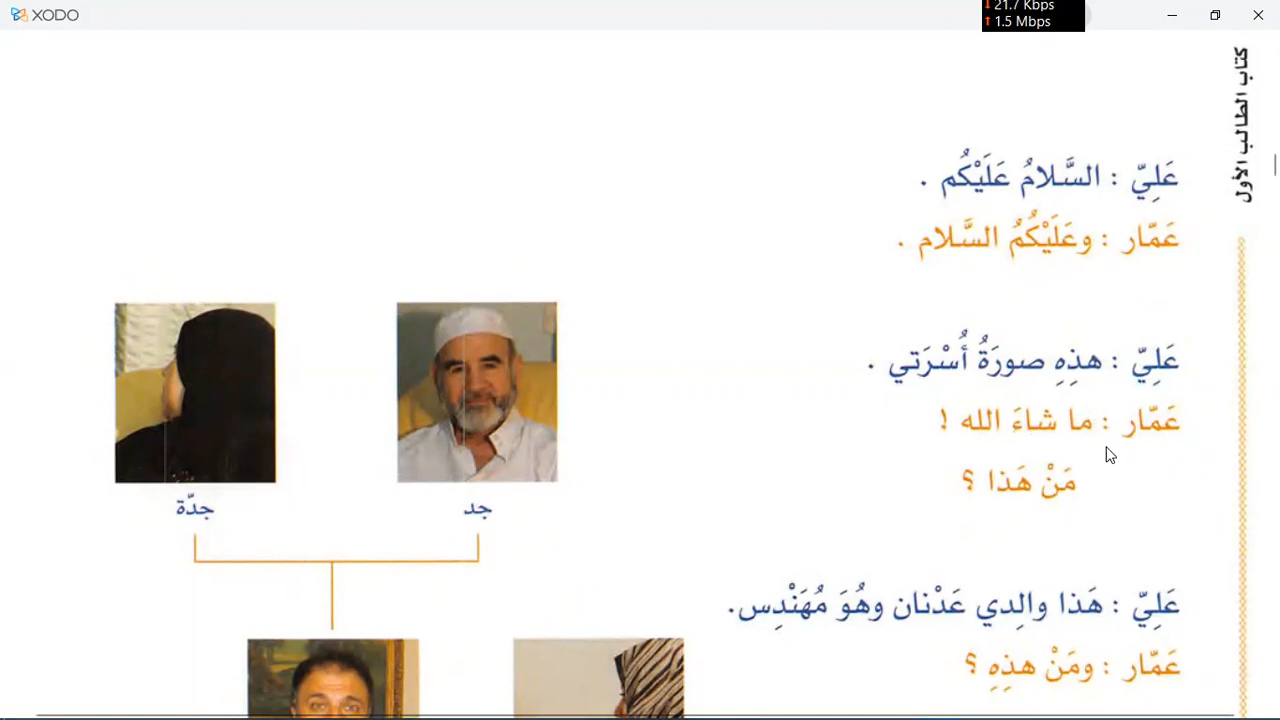 XODO
21.7 Kbps
1.5 Mbps
كتاب الطالب الأول
عَلِيّ : السَّلامُ عَلَيْكُم .
عَمّار : وعَلَيْكُمُ السَّلام .
عَلِيّ : هذِهِ صورَةُ أُسْرَتي .
عَمّار : ما شاءَ الله !
مَنْ هَذا ؟
جد
جدّة
عَلِيّ : هَذا والِدي عَدْنان وهُوَ مُهَنْدِس.
عَمّار : ومَنْ هذِهِ ؟